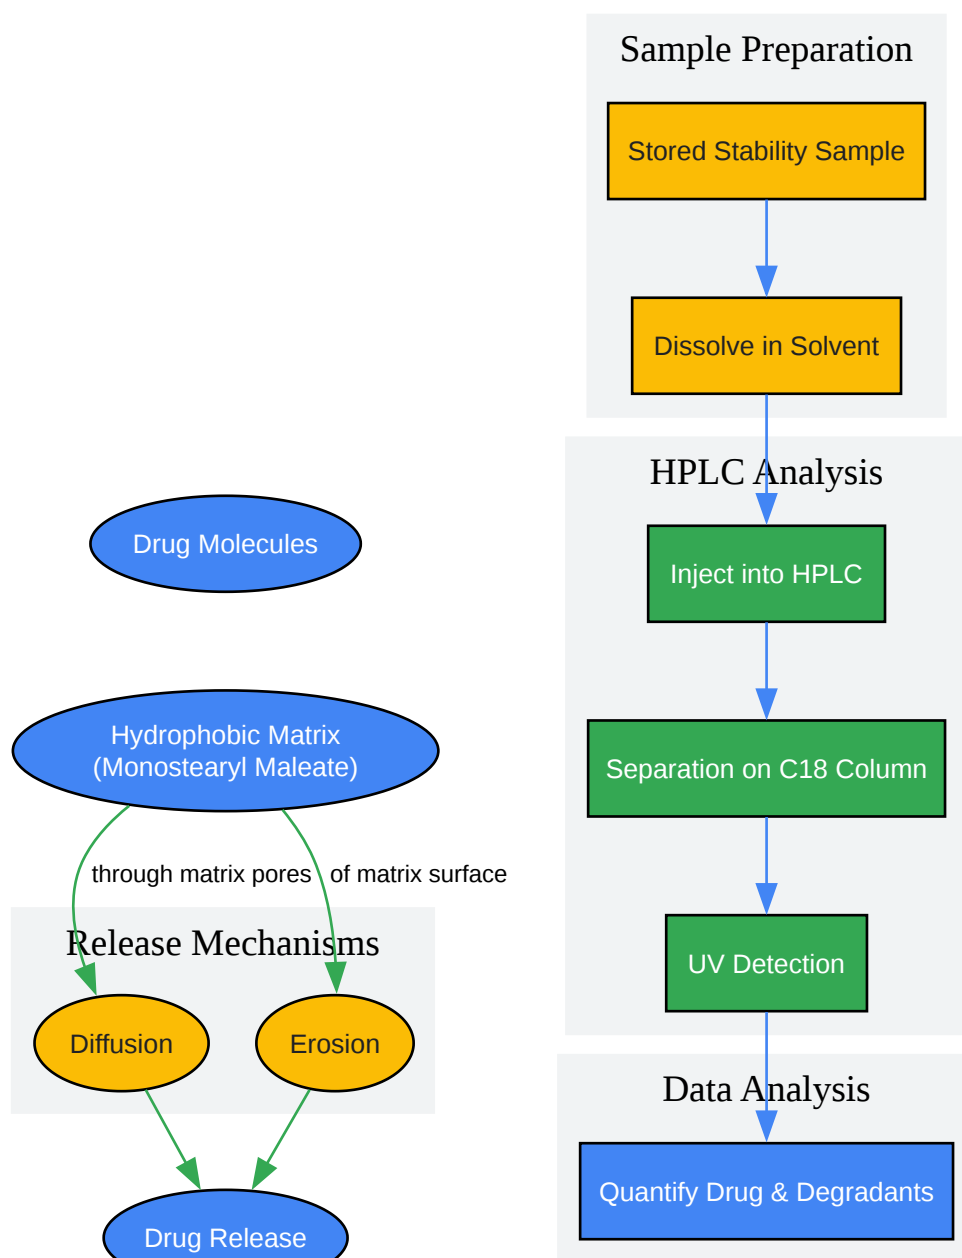 Sample Preparation
Stored Stability Sample
Dissolve in Solvent
HPLC Analysis
Inject into HPLC
Separation on C18 Column
UV Detection
Data Analysis
Quantify Drug & Degradants
Drug Molecules
Hydrophobic Matrix
(Monostearyl Maleate)
through matrix pores
of matrix surface
Release Mechanisms
Diffusion
Erosion
Drug Release